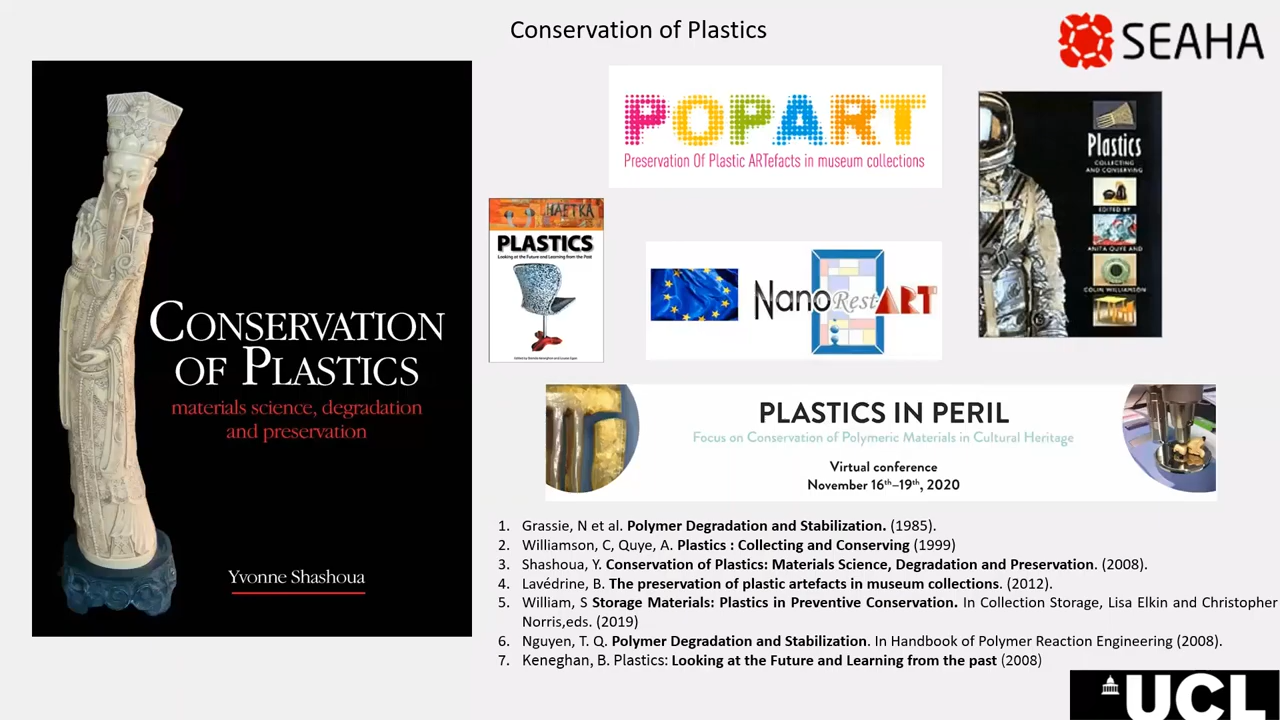 Conservation of Plastics
SEAHA
CONSERVATION
OF PLASTICS
materials science, degradation
and preservation
Yvonne Shashoua
POPART
Preservation Of Plastic ARTefacts in museum collections
HAFTKA
PLASTICS
Looking at the Future and Learning from the Past
NanoRestART
Plastics
COLLECTING
AND CONSERVING
EDITED BY
ANITA QUYE AND
COLIN WILLIAMSON
PLASTICS IN PERIL
Focus on Conservation of Polymeric Materials in Cultural Heritage
Virtual conference
November 16th–19th, 2020
1. Grassie, N et al. Polymer Degradation and Stabilization. (1985).
2. Williamson, C, Quye, A. Plastics : Collecting and Conserving (1999)
3. Shashoua, Y. Conservation of Plastics: Materials Science, Degradation and Preservation. (2008).
4. Lavédrine, B. The preservation of plastic artefacts in museum collections. (2012).
5. William, S Storage Materials: Plastics in Preventive Conservation. In Collection Storage, Lisa Elkin and Christopher
Norris,eds. (2019)
6. Nguyen, T. Q. Polymer Degradation and Stabilization. In Handbook of Polymer Reaction Engineering (2008).
7. Keneghan, B. Plastics: Looking at the Future and Learning from the past (2008)
UCL